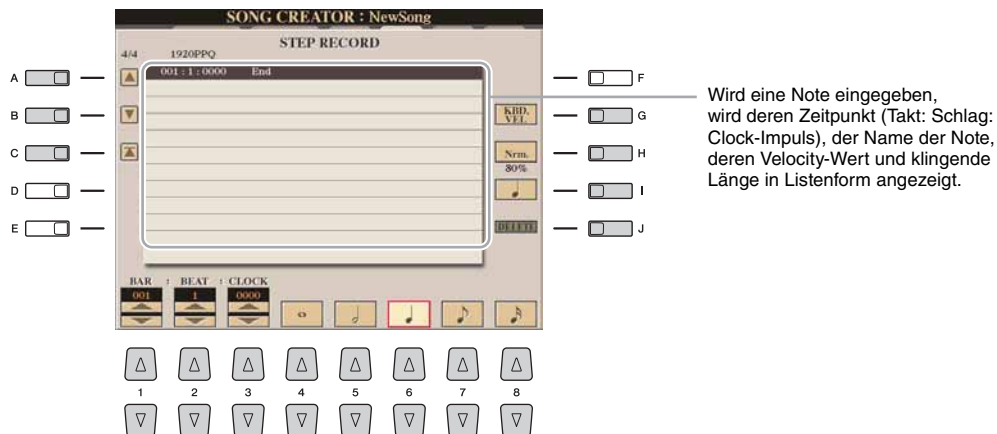 SONG CREATOR : NewSong
STEP RECORD
4/4 1920PPQ
001 : 1 : 0000 End
A
B
C
D
E
F
G
H
I
J
KBD. VEL.
Nrm.
80%
DELETE
BAR : BEAT : CLOCK
001 1 0000
1 2 3 4 5 6 7 8
Wird eine Note eingegeben,
wird deren Zeitpunkt (Takt: Schlag:
Clock-Impuls), der Name der Note,
deren Velocity-Wert und klingende
Länge in Listenform angezeigt.